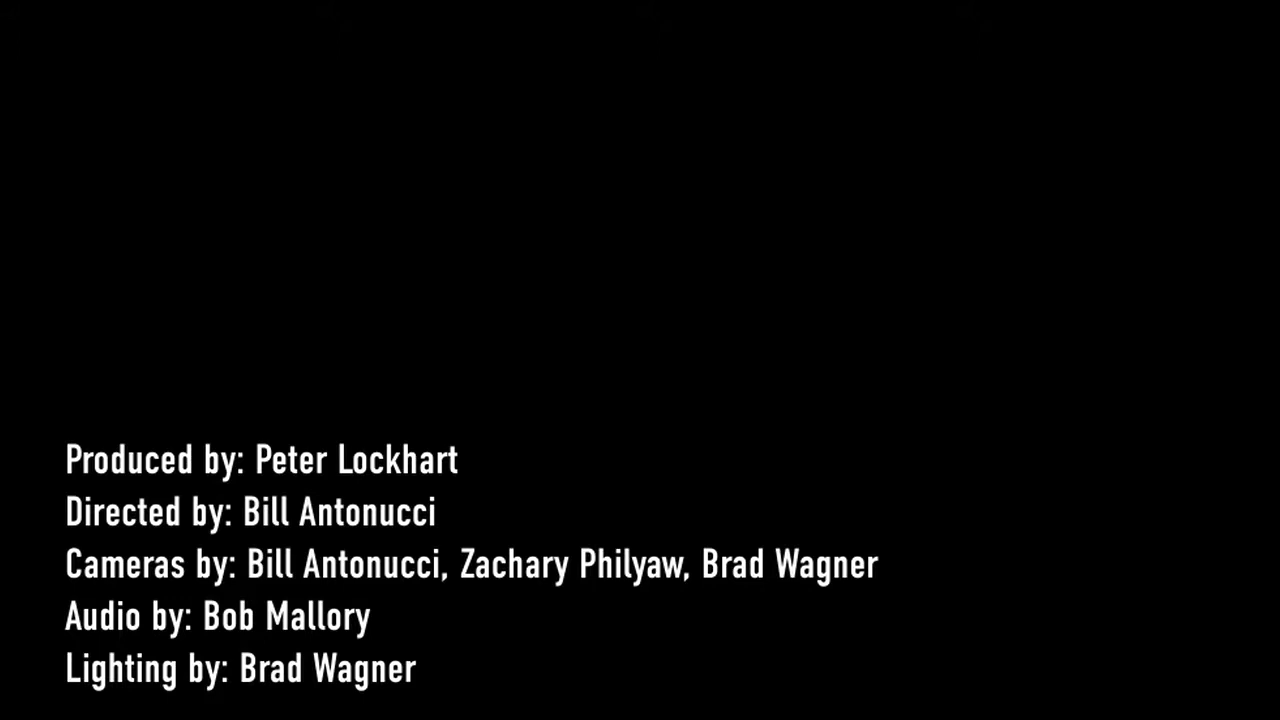 Produced by: Peter Lockhart
Directed by: Bill Antonucci
Cameras by: Bill Antonucci, Zachary Philyaw, Brad Wagner
Audio by: Bob Mallory
Lighting by: Brad Wagner